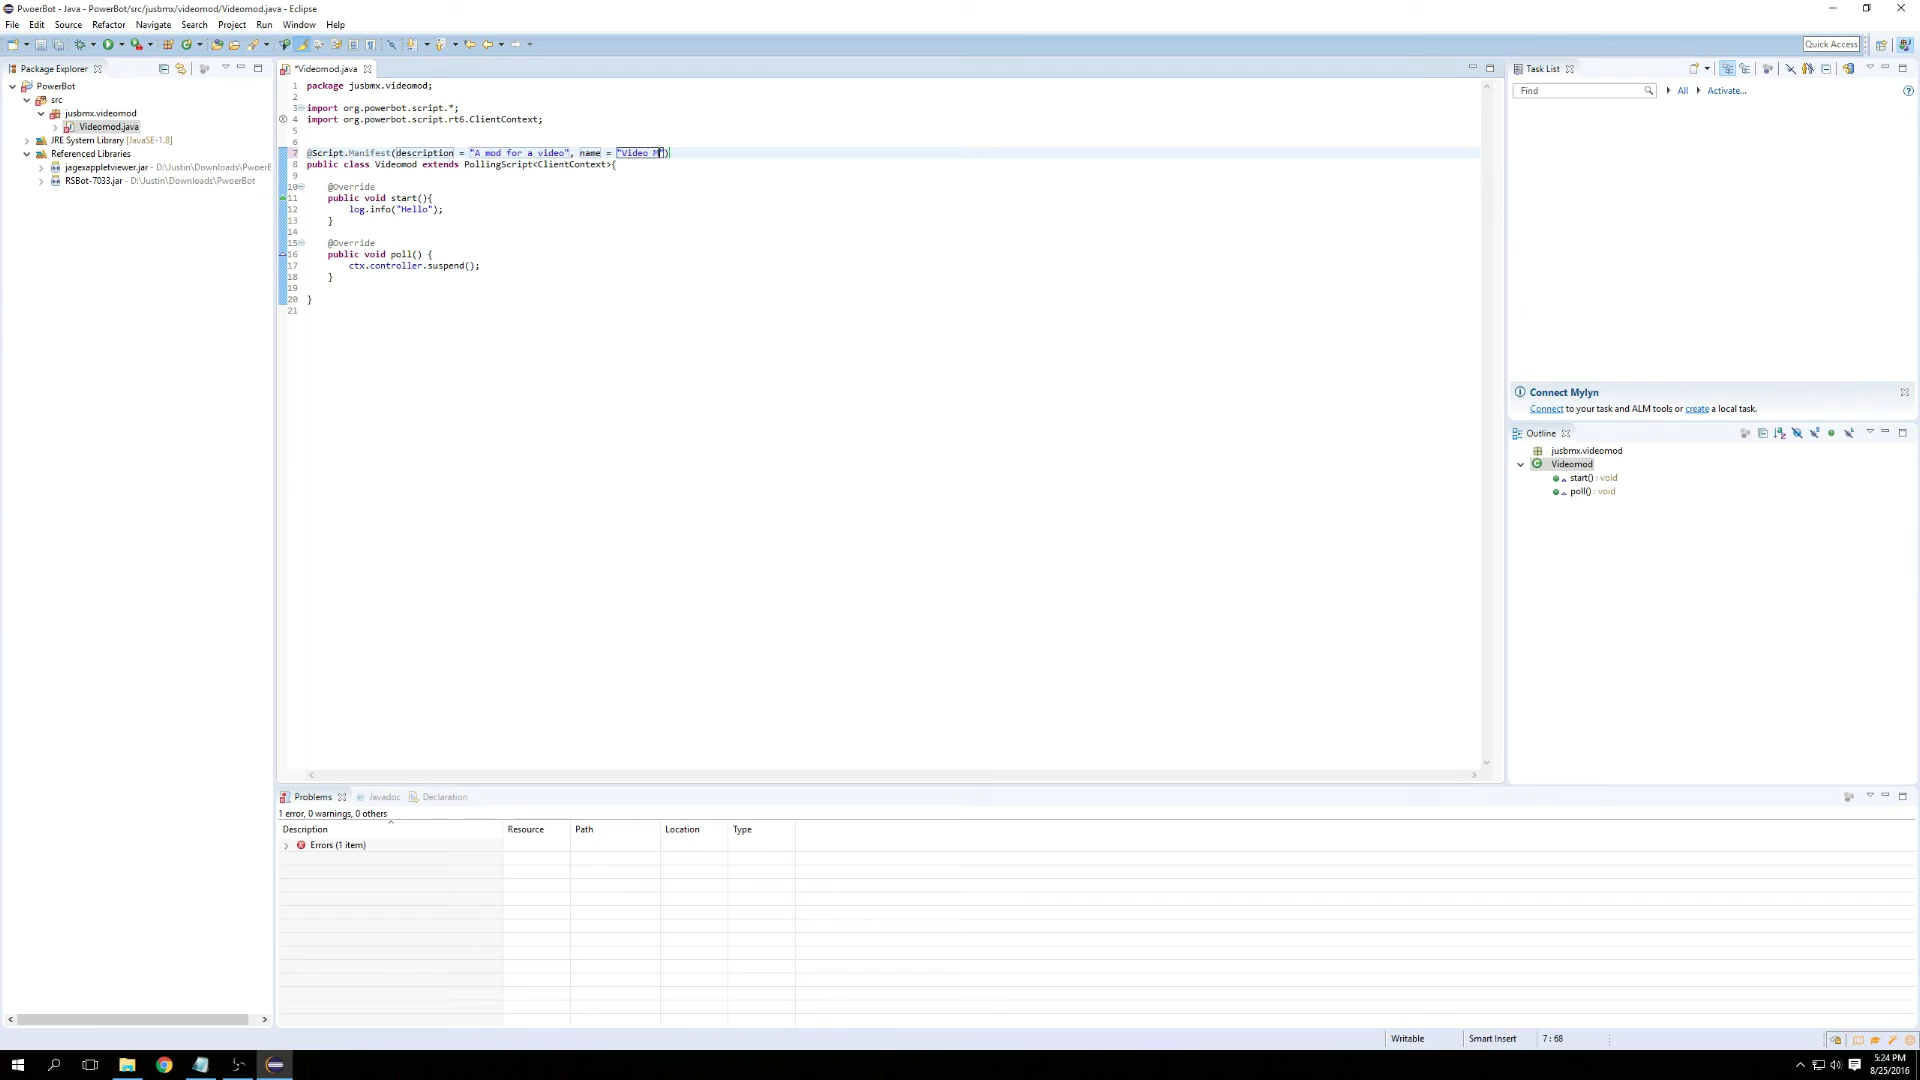 PwoerBot - Java - PowerBot/src/jusbmx/videomod/Videomod.java - Eclipse
File Edit Source Refactor Navigate Search Project Run Window Help
Quick Access
Package Explorer
PowerBot
src
jusbmx.videomod
Videomod.java
JRE System Library [JavaSE-1.8]
Referenced Libraries
jagexappletviewer.jar - D:\Justin\Downloads\PwoerB
RSBot-7033.jar - D:\Justin\Downloads\PwoerBot
*Videomod.java
1 package jusbmx.videomod;
2
3 import org.powerbot.script.*;
4 import org.powerbot.script.rt6.ClientContext;
5
6
7 @Script.Manifest(description = "A mod for a video", name = "Video M")
8 public class Videomod extends PollingScript<ClientContext>{
9
10 @Override
11 public void start(){
12 log.info("Hello");
13 }
14
15 @Override
16 public void poll() {
17 ctx.controller.suspend();
18 }
19
20 }
21
Task List
Find All Activate...
Connect Mylyn
Connect to your task and ALM tools or create a local task.
Outline
jusbmx.videomod
Videomod
start() : void
poll() : void
Problems Javadoc Declaration
1 error, 0 warnings, 0 others
Description Resource Path Location Type
Errors (1 item)
Writable Smart Insert 7 : 68
5:24 PM
8/25/2016